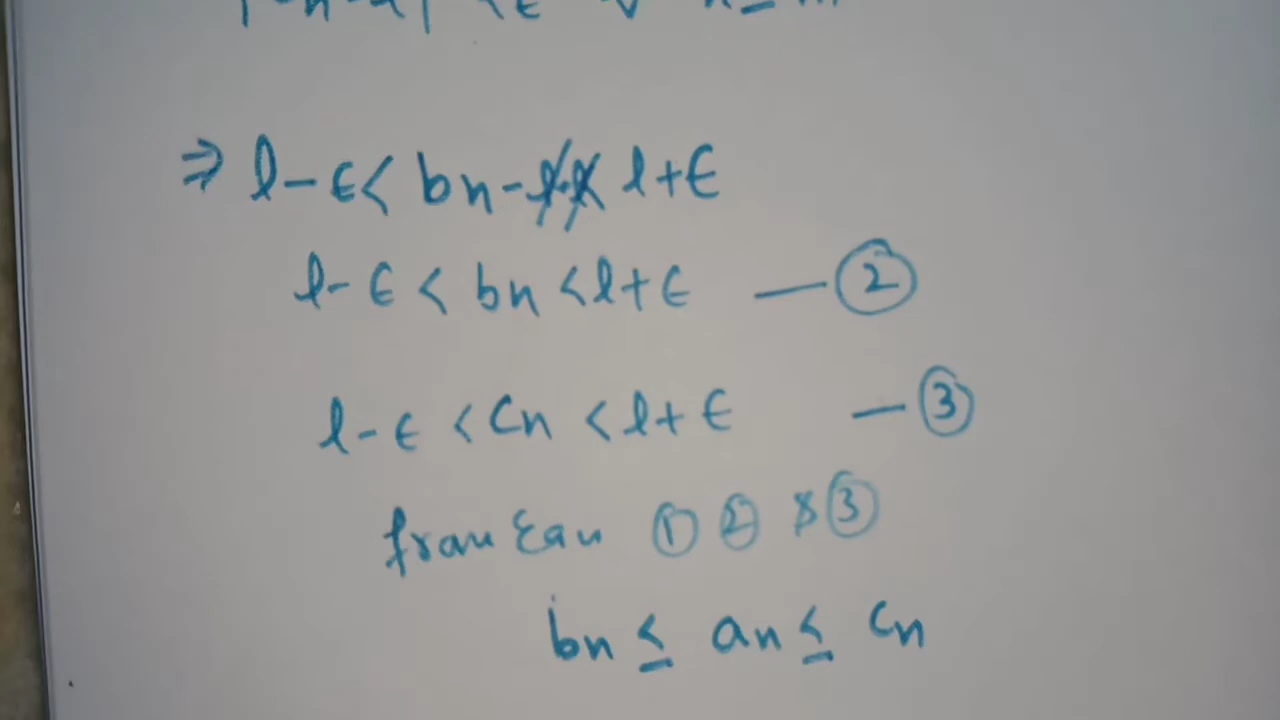 ⇒ l-ϵ < bn - l+ϵ
l-ϵ < bn < l+ϵ — ②
l-ϵ < cn < l+ϵ — ③
from Eqn ① ② & ③
bn ≤ an ≤ cn